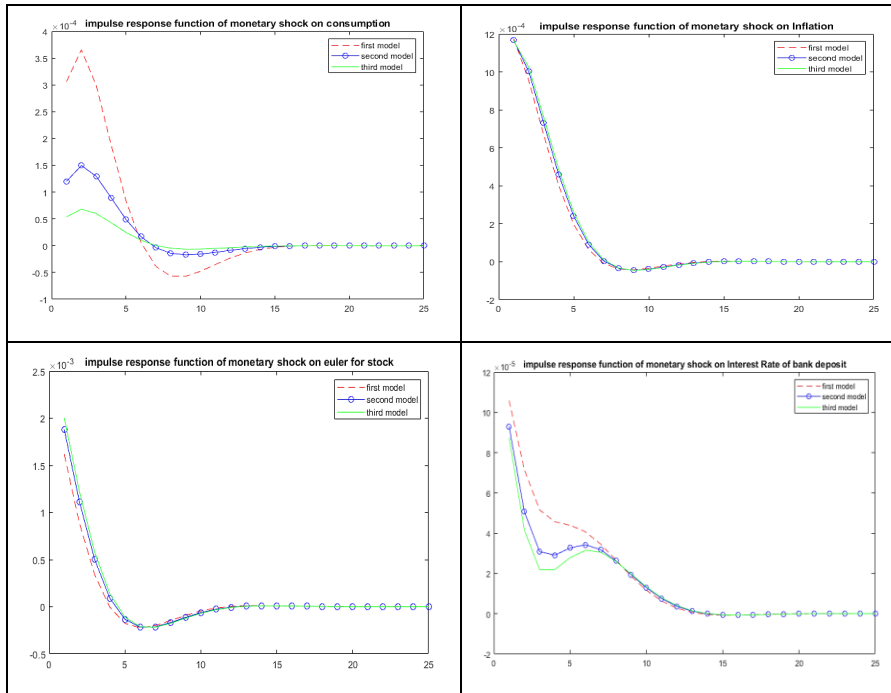 impulse response function of monetary shock on consumption
×10⁻⁴
4
3.5
3
2.5
2
1.5
1
0.5
0
-0.5
-1
0 5 10 15 20 25
first model
second model
third model
impulse response function of monetary shock on Inflation
×10⁻⁴
12
10
8
6
4
2
0
-2
0 5 10 15 20 25
first model
second model
third model
impulse response function of monetary shock on euler for stock
×10⁻³
2.5
2
1.5
1
0.5
0
-0.5
0 5 10 15 20 25
first model
second model
third model
impulse response function of monetary shock on Interest Rate of bank deposit
×10⁻⁵
12
10
8
6
4
2
0
-2
0 5 10 15 20 25
first model
second model
third model